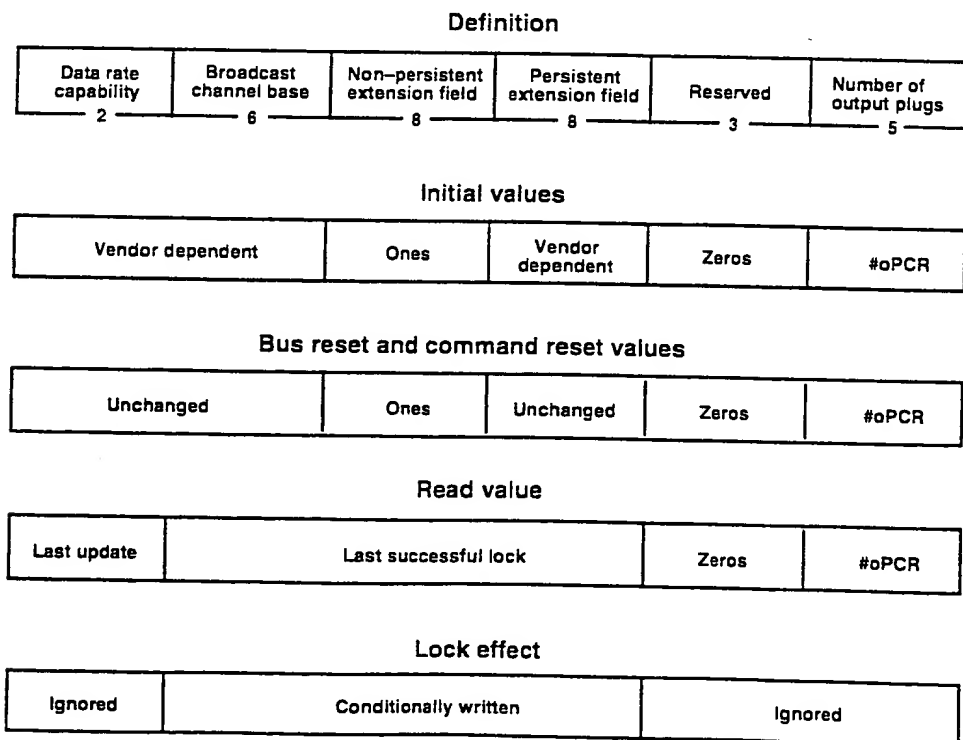 Definition
Data rate capability
Broadcast channel base
Non–persistent extension field
Persistent extension field
Reserved
Number of output plugs
2
6
8
8
3
5
Initial values
Vendor dependent
Ones
Vendor dependent
Zeros
#oPCR
Bus reset and command reset values
Unchanged
Ones
Unchanged
Zeros
#oPCR
Read value
Last update
Last successful lock
Zeros
#oPCR
Lock effect
Ignored
Conditionally written
Ignored